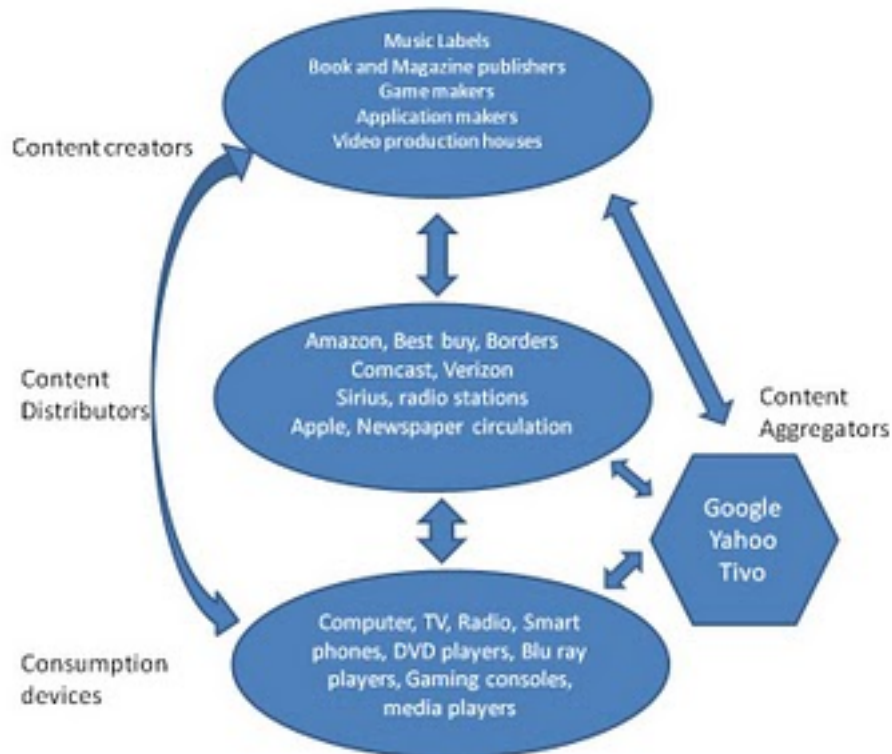 Music Labels
Book and Magazine publishers
Game makers
Application makers
Video production houses
Content creators
Amazon, Best buy, Borders
Comcast, Verizon
Sirius, radio stations
Apple, Newspaper circulation
Content
Distributors
Content
Aggregators
Google
Yahoo
Tivo
Computer, TV, Radio, Smart
phones, DVD players, Blu ray
players, Gaming consoles,
media players
Consumption
devices